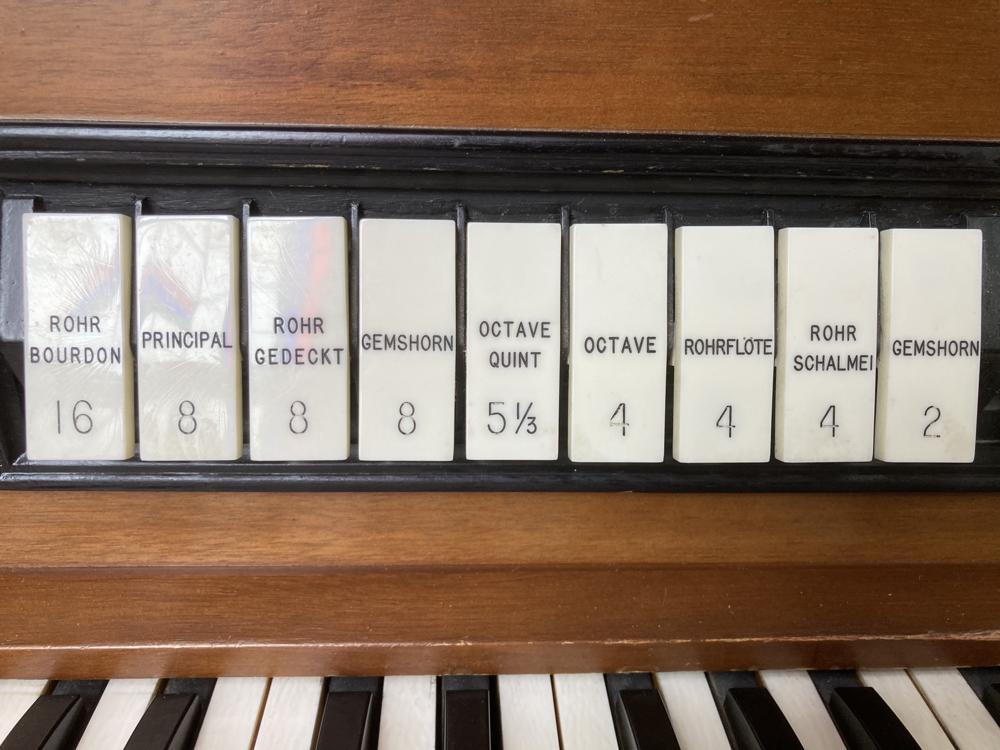 ROHR
BOURDON
16
PRINCIPAL
8
ROHR
GEDECKT
8
GEMSHORN
8
OCTAVE
QUINT
5⅓
OCTAVE
4
ROHRFLÖTE
4
ROHR
SCHALMEI
4
GEMSHORN
2